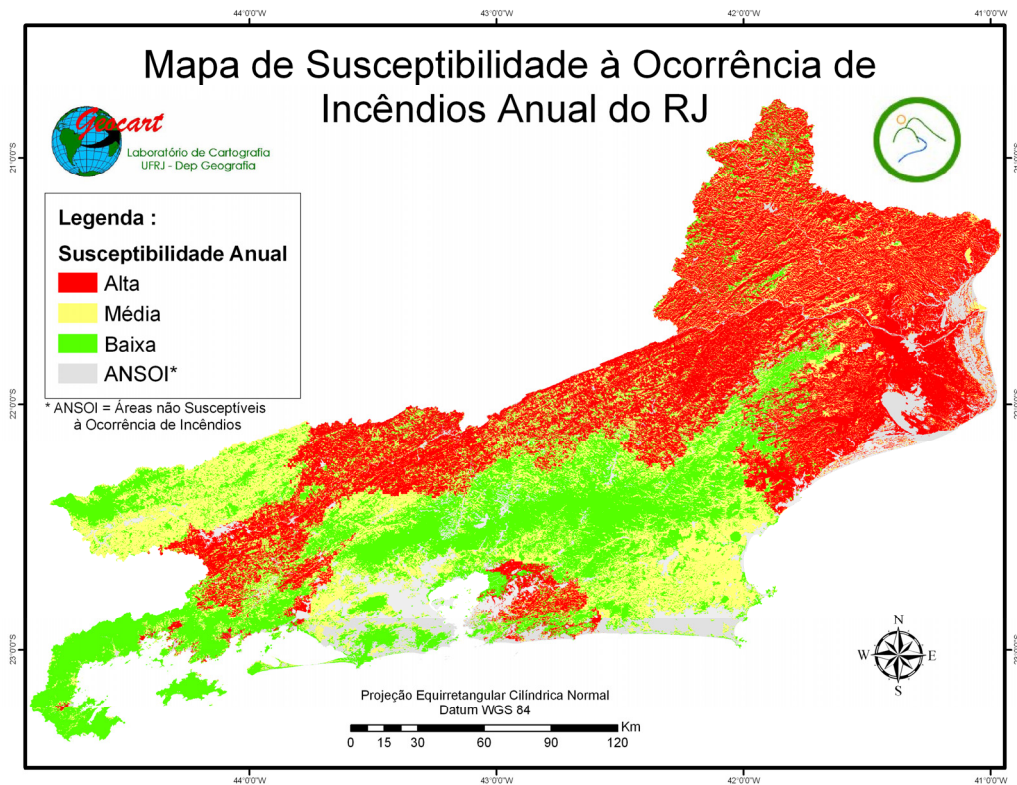 44°0'0"W 43°0'0"W 42°0'0"W 41°0'0"W
Mapa de Susceptibilidade à Ocorrência de
Incêndios Anual do RJ
Geocart
Laboratório de Cartografia
UFRJ - Dep Geografia
21°0'0"S
21°0'0"S
Legenda :
Susceptibilidade Anual
Alta
Média
Baixa
ANSOI*
* ANSOI = Áreas não Susceptíveis
à Ocorrência de Incêndios
22°0'0"S
22°0'0"S
23°0'0"S
23°0'0"S
N
W E
S
Projeção Equirretangular Cilíndrica Normal
Datum WGS 84
Km
0 15 30 60 90 120
44°0'0"W 43°0'0"W 42°0'0"W 41°0'0"W